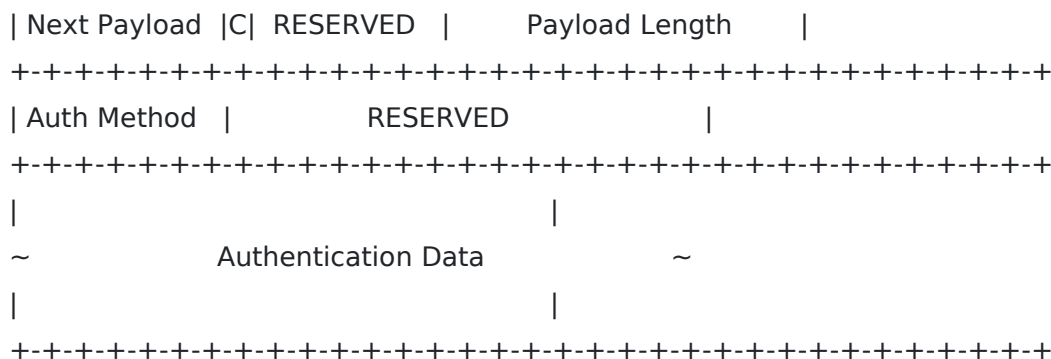 | Next Payload |C| RESERVED | Payload Length |
+-+-+-+-+-+-+-+-+-+-+-+-+-+-+-+-+-+-+-+-+-+-+-+-+-+-+-+-+-+-+-+-+
| Auth Method | RESERVED |
+-+-+-+-+-+-+-+-+-+-+-+-+-+-+-+-+-+-+-+-+-+-+-+-+-+-+-+-+-+-+-+-+
| |
~ Authentication Data ~
| |
+-+-+-+-+-+-+-+-+-+-+-+-+-+-+-+-+-+-+-+-+-+-+-+-+-+-+-+-+-+-+-+-+